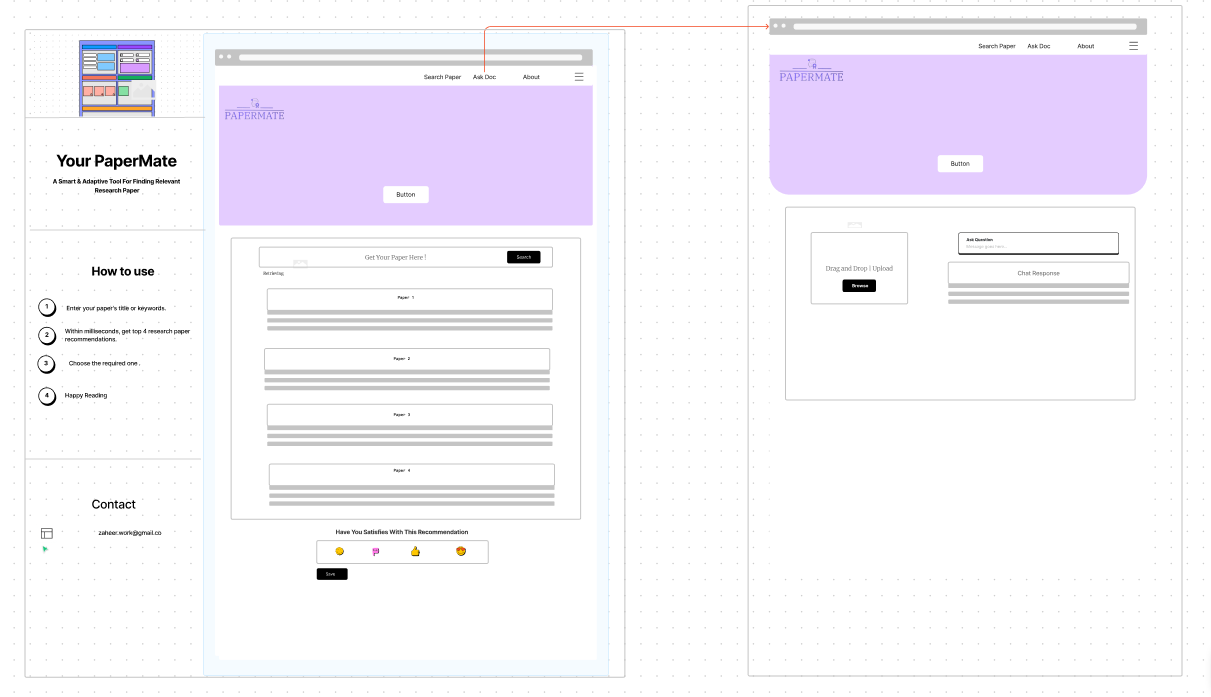 Your PaperMate
A Smart & Adaptive Tool For Finding Relevant
Research Paper
How to use
1
Enter your paper's title or keywords.
2
Within milliseconds, get top 4 research paper
recommendations.
3
Choose the required one .
4
Happy Reading
Contact
zaheer.work@gmail.co
Search Paper
Ask Doc
About
PAPERMATE
Button
Get Your Paper Here !
Search
Retrieving
Paper 1
Paper 2
Paper 3
Paper 4
Have You Satisfies With This Recommendation
Save
Search Paper
Ask Doc
About
PAPERMATE
Button
Drag and Drop | Upload
Browse
Ask Question
Message goes here..
Chat Response